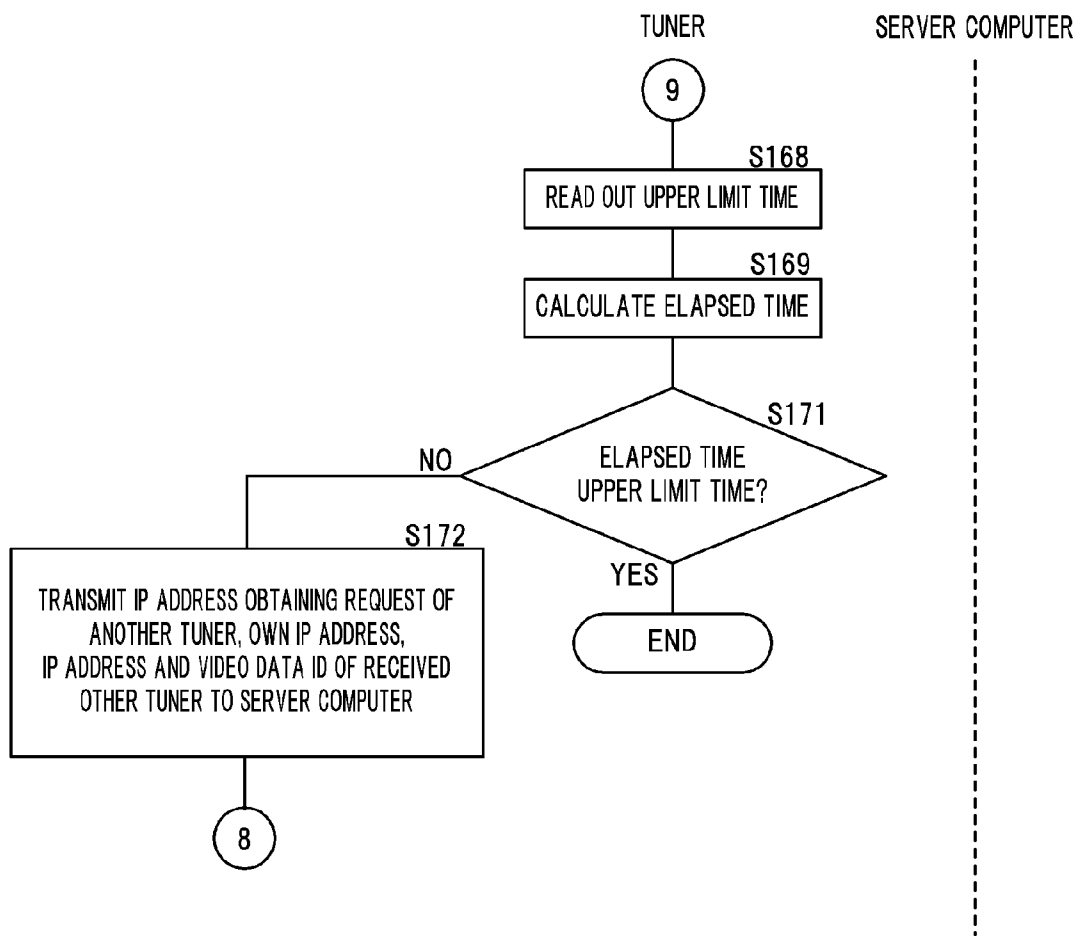 TUNER
SERVER COMPUTER
9
S168
READ OUT UPPER LIMIT TIME
S169
CALCULATE ELAPSED TIME
S171
ELAPSED TIME
UPPER LIMIT TIME?
NO
YES
S172
TRANSMIT IP ADDRESS OBTAINING REQUEST OF
ANOTHER TUNER, OWN IP ADDRESS,
IP ADDRESS AND VIDEO DATA ID OF RECEIVED
OTHER TUNER TO SERVER COMPUTER
END
8